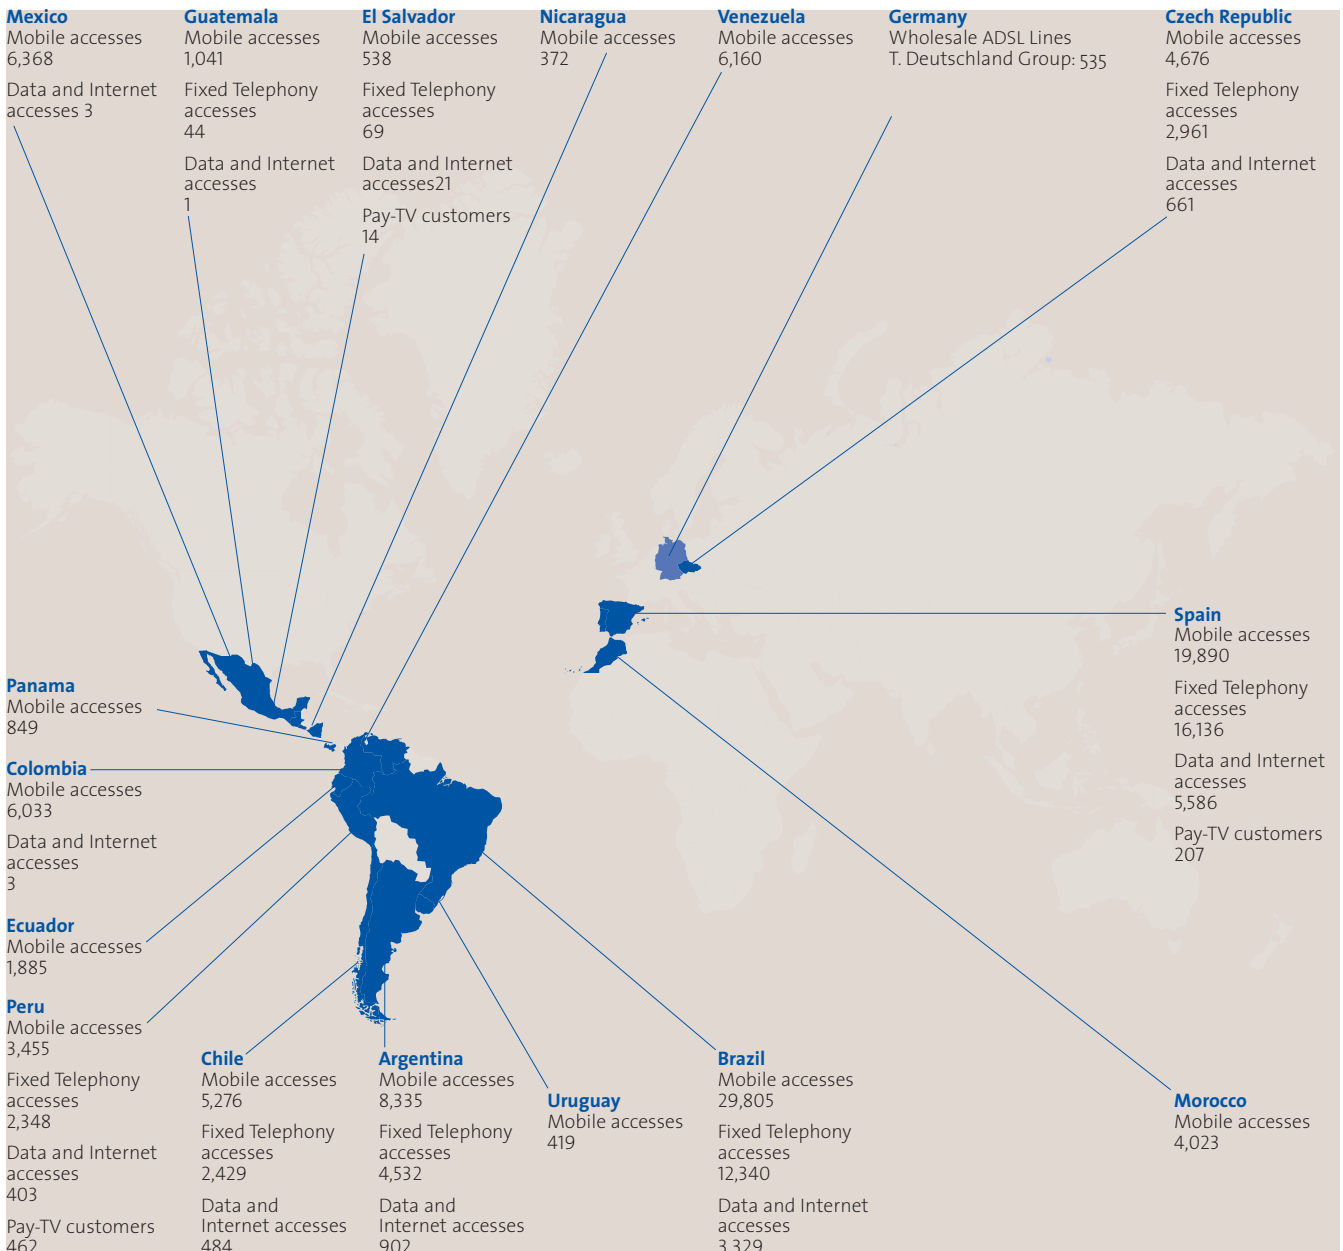 Mexico
Mobile accesses
6,368
Data and Internet
accesses 3
Guatemala
Mobile accesses
1,041
Fixed Telephony
accesses
44
Data and Internet
accesses
1
El Salvador
Mobile accesses
538
Fixed Telephony
accesses
69
Data and Internet
accesses21
Pay-TV customers
14
Nicaragua
Mobile accesses
372
Venezuela
Mobile accesses
6,160
Germany
Wholesale ADSL Lines
T. Deutschland Group: 535
Czech Republic
Mobile accesses
4,676
Fixed Telephony
accesses
2,961
Data and Internet
accesses
661
Spain
Mobile accesses
19,890
Fixed Telephony
accesses
16,136
Data and Internet
accesses
5,586
Pay-TV customers
207
Panama
Mobile accesses
849
Colombia
Mobile accesses
6,033
Data and Internet
accesses
3
Ecuador
Mobile accesses
1,885
Peru
Mobile accesses
3,455
Fixed Telephony
accesses
2,348
Data and Internet
accesses
403
Pay-TV customers
462
Chile
Mobile accesses
5,276
Fixed Telephony
accesses
2,429
Data and
Internet accesses
484
Argentina
Mobile accesses
8,335
Fixed Telephony
accesses
4,532
Data and
Internet accesses
902
Uruguay
Mobile accesses
419
Brazil
Mobile accesses
29,805
Fixed Telephony
accesses
12,340
Data and Internet
accesses
3,329
Morocco
Mobile accesses
4,023